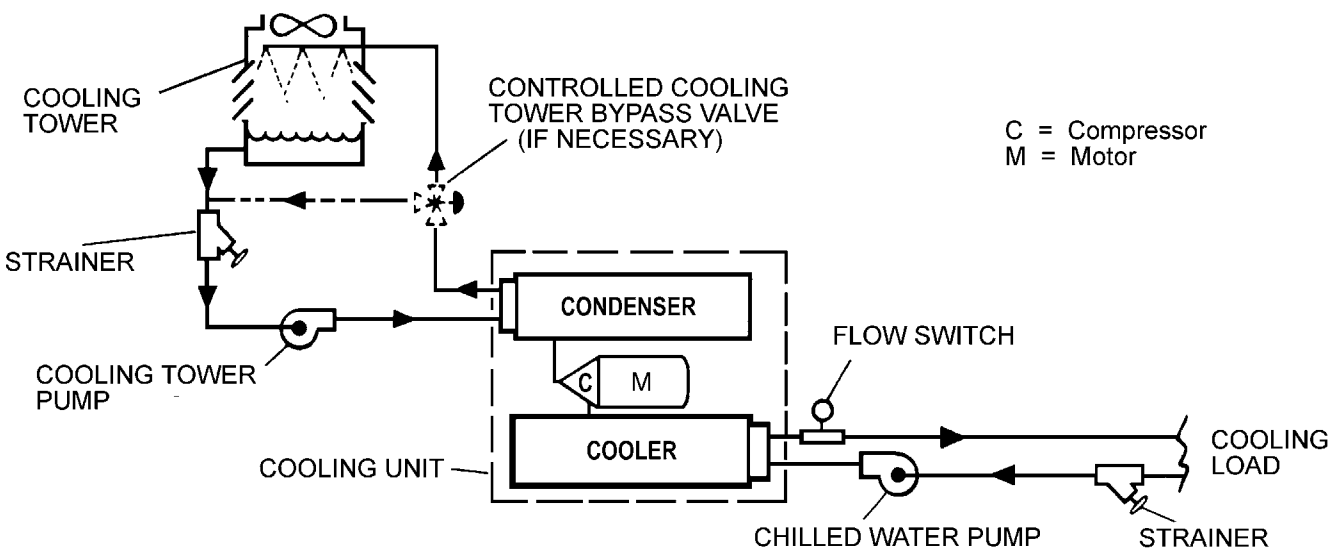 COOLING
TOWER
CONTROLLED COOLING
TOWER BYPASS VALVE
(IF NECESSARY)
C = Compressor
M = Motor
STRAINER
CONDENSER
FLOW SWITCH
COOLING TOWER
PUMP
C
M
COOLER
COOLING UNIT
COOLING
LOAD
CHILLED WATER PUMP
STRAINER